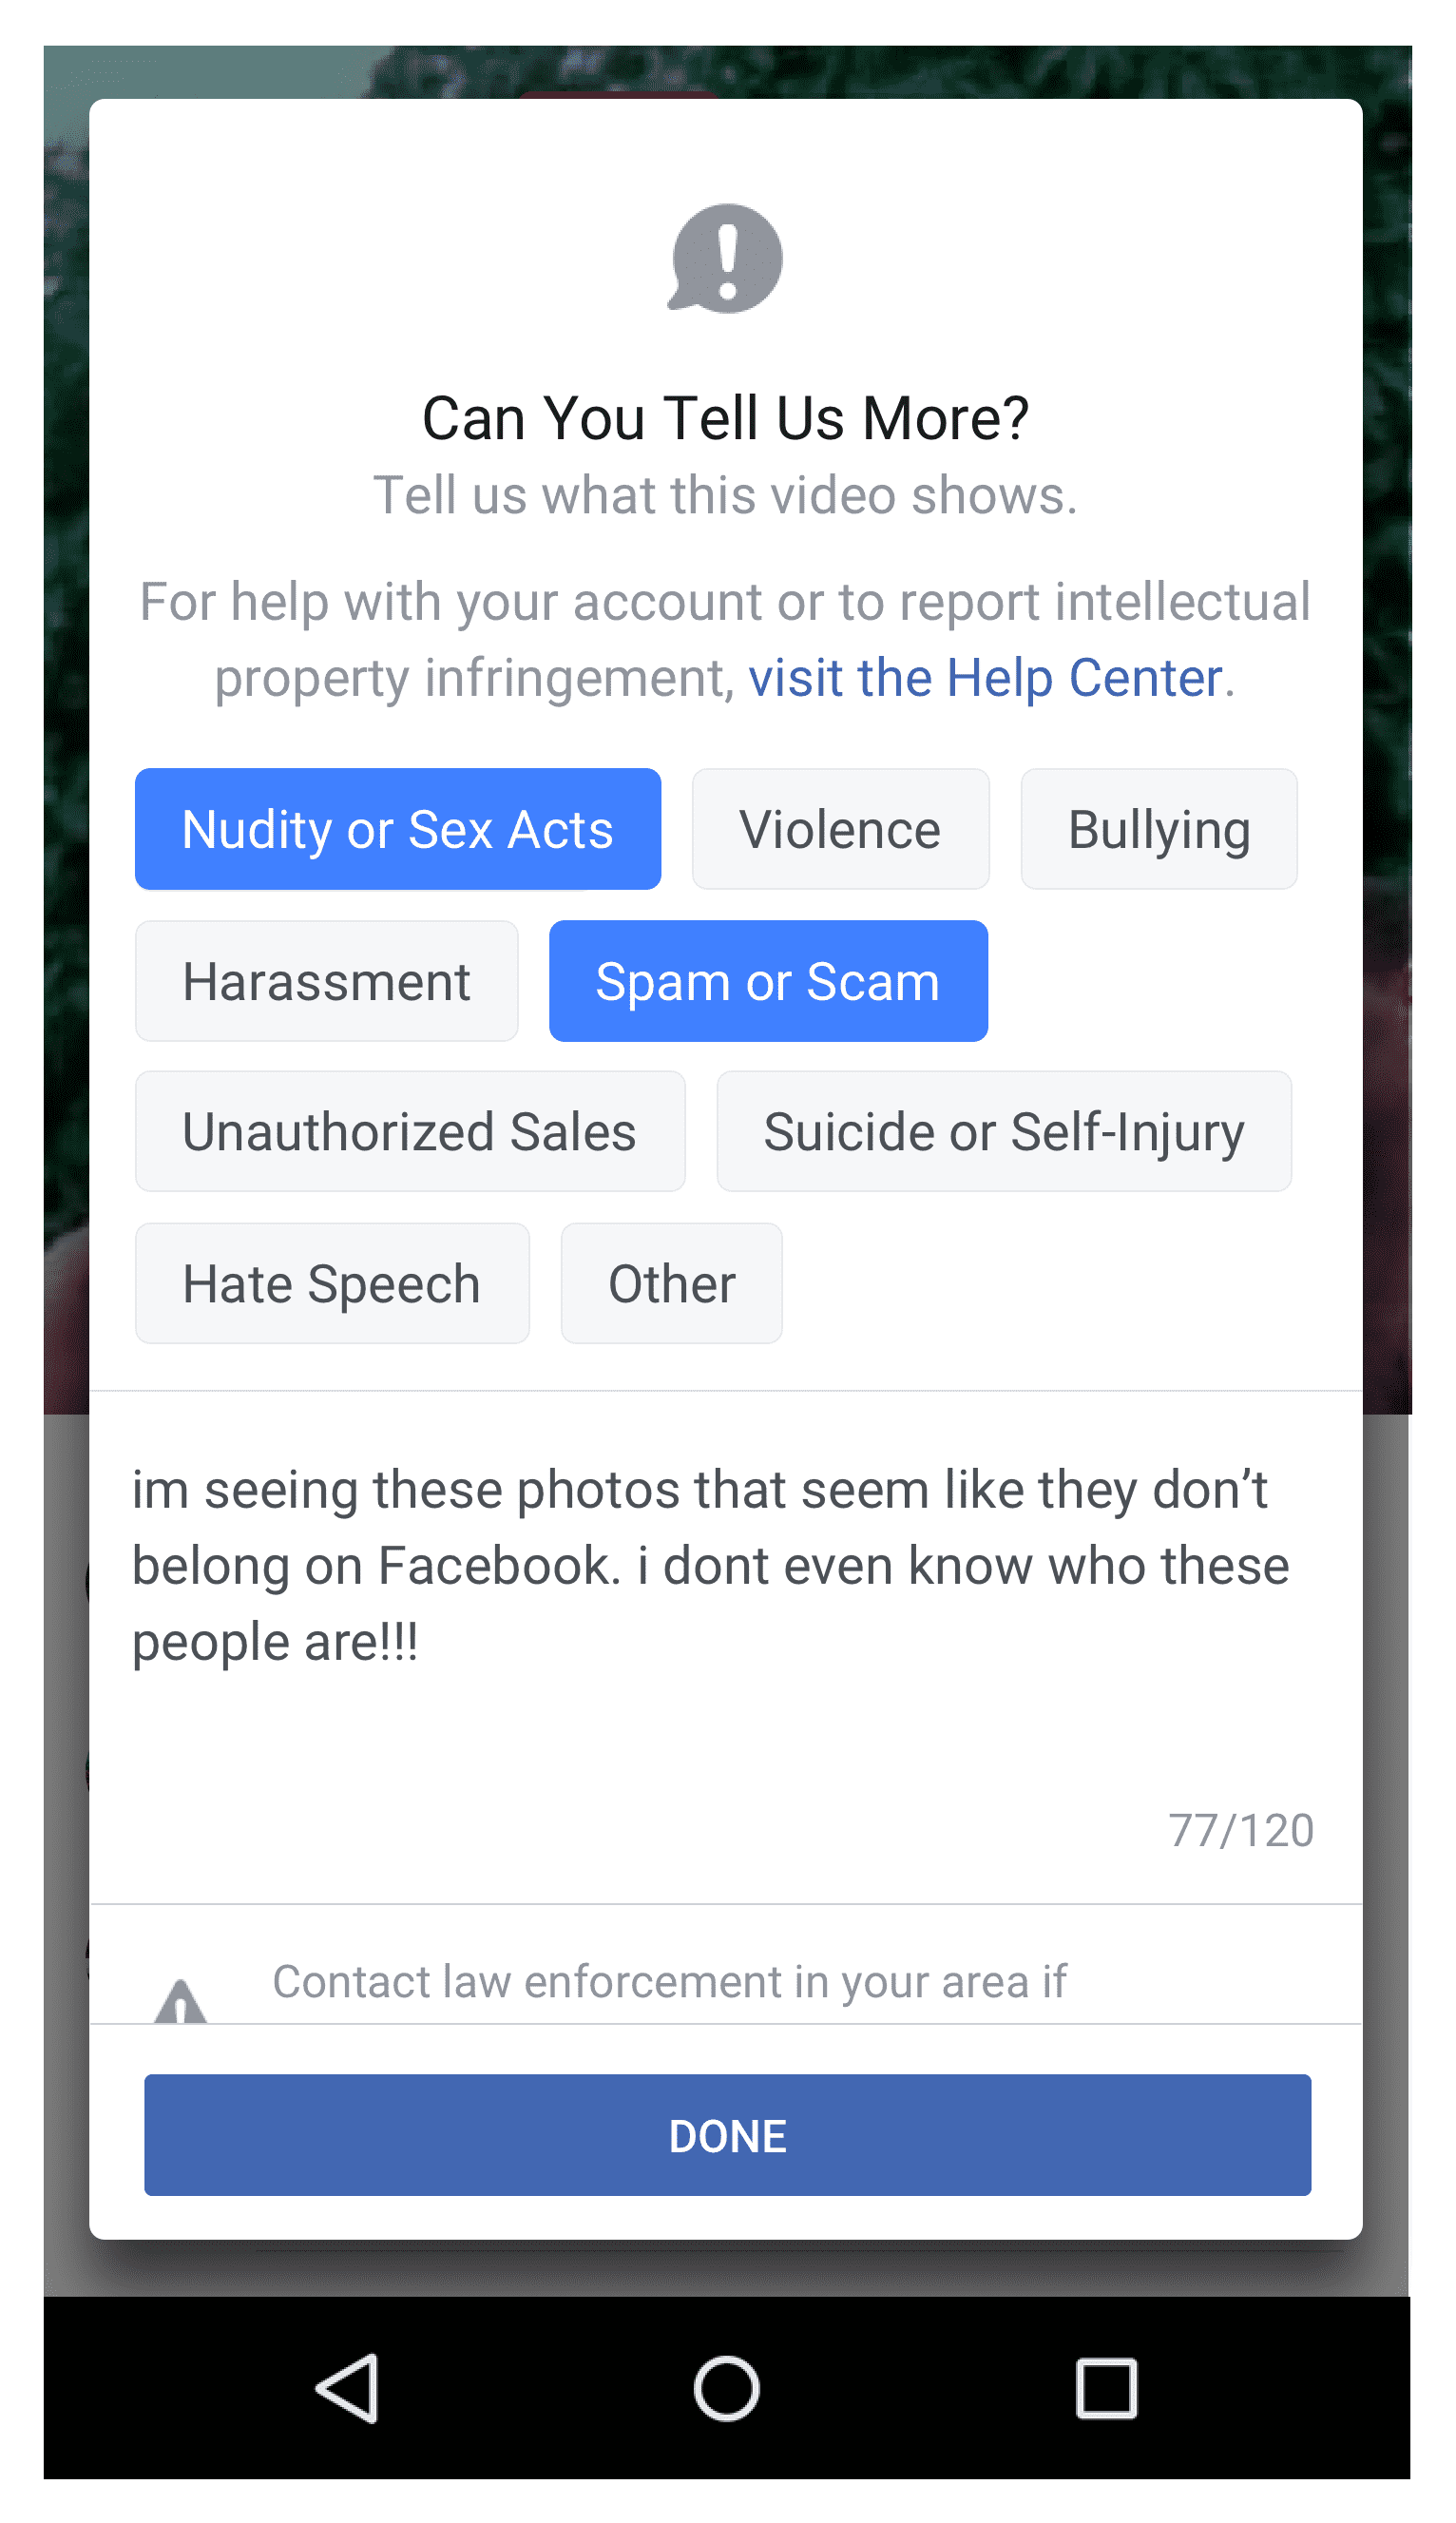 Can You Tell Us More?
Tell us what this video shows.
For help with your account or to report intellectual
property infringement, visit the Help Center.
Nudity or Sex Acts Violence Bullying
Harassment Spam or Scam
Unauthorized Sales Suicide or Self-Injury
Hate Speech Other
im seeing these photos that seem like they don’t
belong on Facebook. i dont even know who these
people are!!!
77/120
Contact law enforcement in your area if
DONE